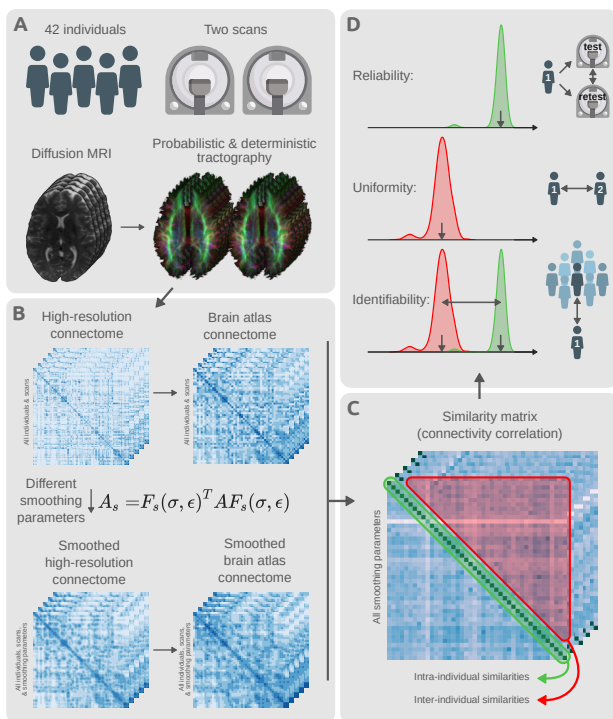 A
42 individuals
Two scans
Diffusion MRI
Probabilistic & deterministic
tractography
B
High-resolution
connectome
Brain atlas
connectome
All individuals & scans
All individuals & scans
Different
smoothing
parameters
A_s = F_s(σ, ϵ)^T AF_s(σ, ϵ)
Smoothed
high-resolution
connectome
Smoothed
brain atlas
connectome
All individuals, scans,
& smoothing parameters
All individuals, scans,
& smoothing parameters
C
Similarity matrix
(connectivity correlation)
All smoothing parameters
Intra-individual similarities
Inter-individual similarities
D
Reliability:
1
test
retest
Uniformity:
1
2
Identifiability:
1
1